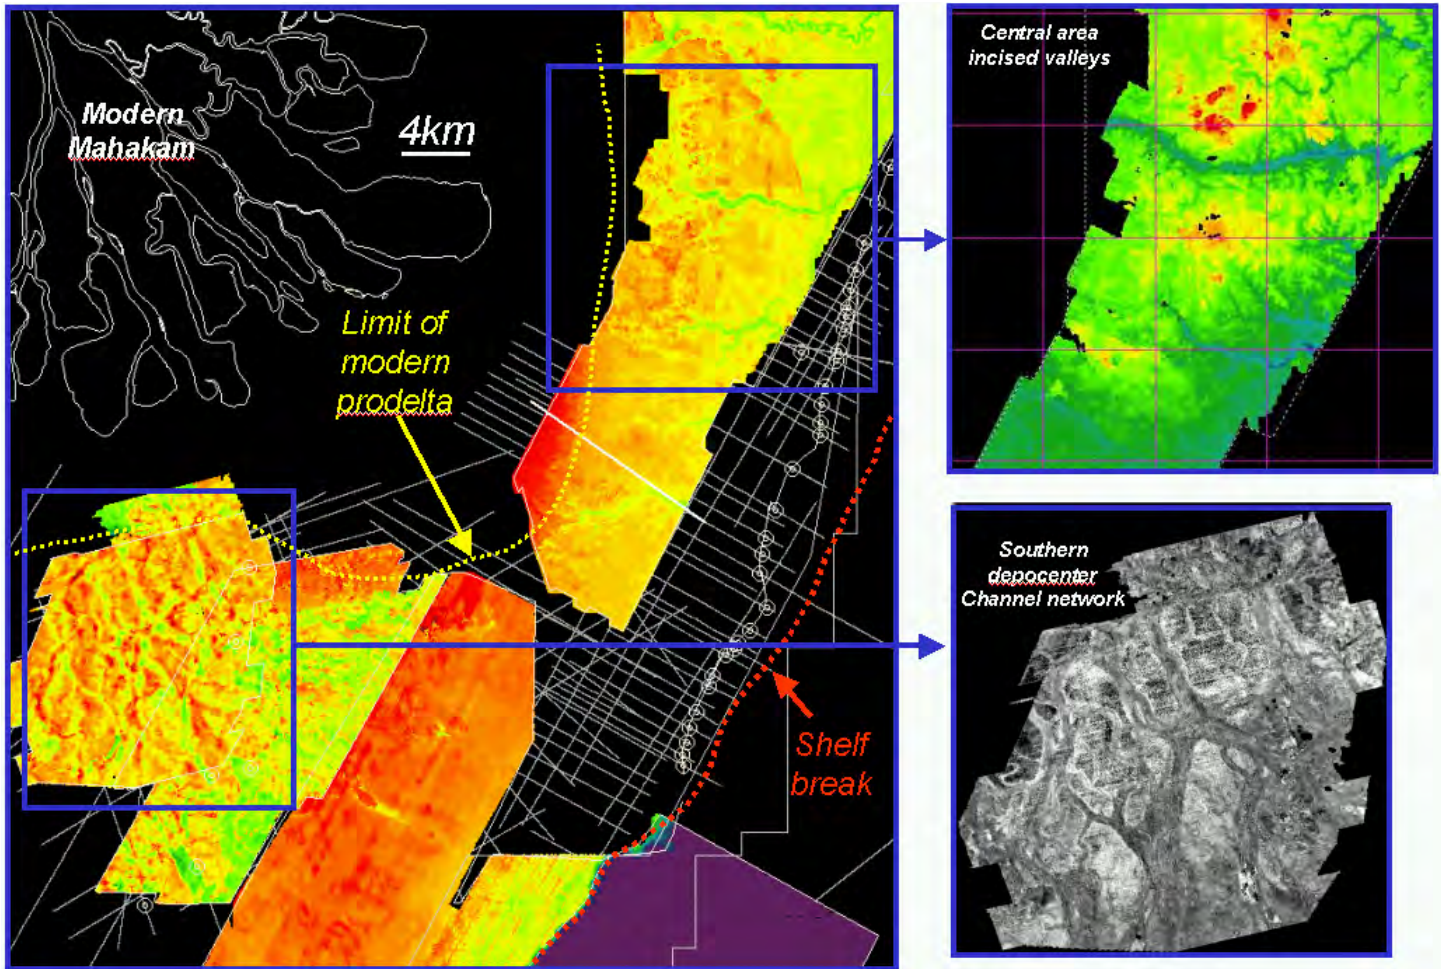 Modern
Mahakam
4km
Limit of
modern
prodelta
Shelf
break
Central area
incised valleys
Southern
depocenter
Channel network